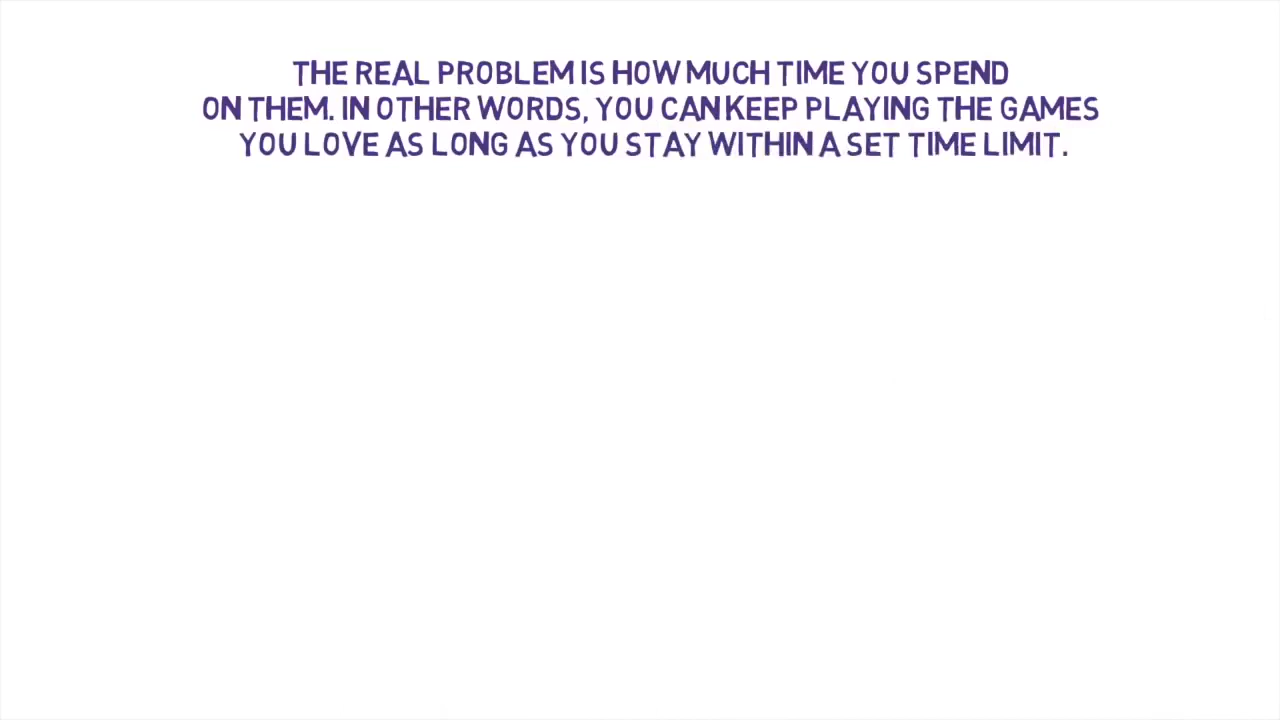 THE REAL PROBLEM IS HOW MUCH TIME YOU SPEND
ON THEM. IN OTHER WORDS, YOU CAN KEEP PLAYING THE GAMES
YOU LOVE AS LONG AS YOU STAY WITHIN A SET TIME LIMIT.